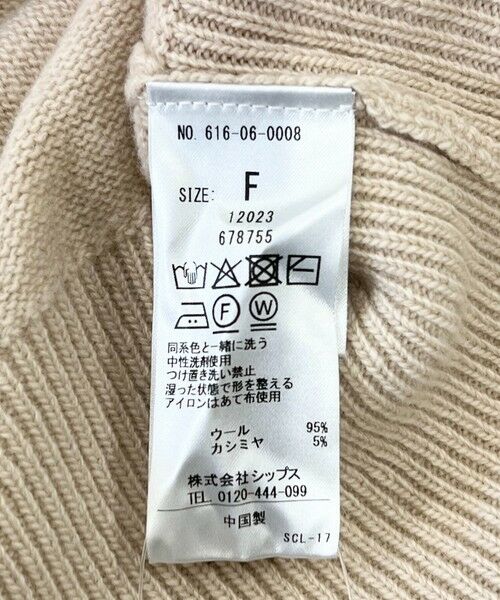 NO. 616-06-0008
SIZE: F
12023
678755
F W
同系色と一緒に洗う
中性洗剤使用
つけ置き洗い禁止
湿った状態で形を整える
アイロンはあて布使用
ウール 95%
カシミヤ 5%
株式会社シップス
TEL. 0120-444-099
中国製
SCL-17